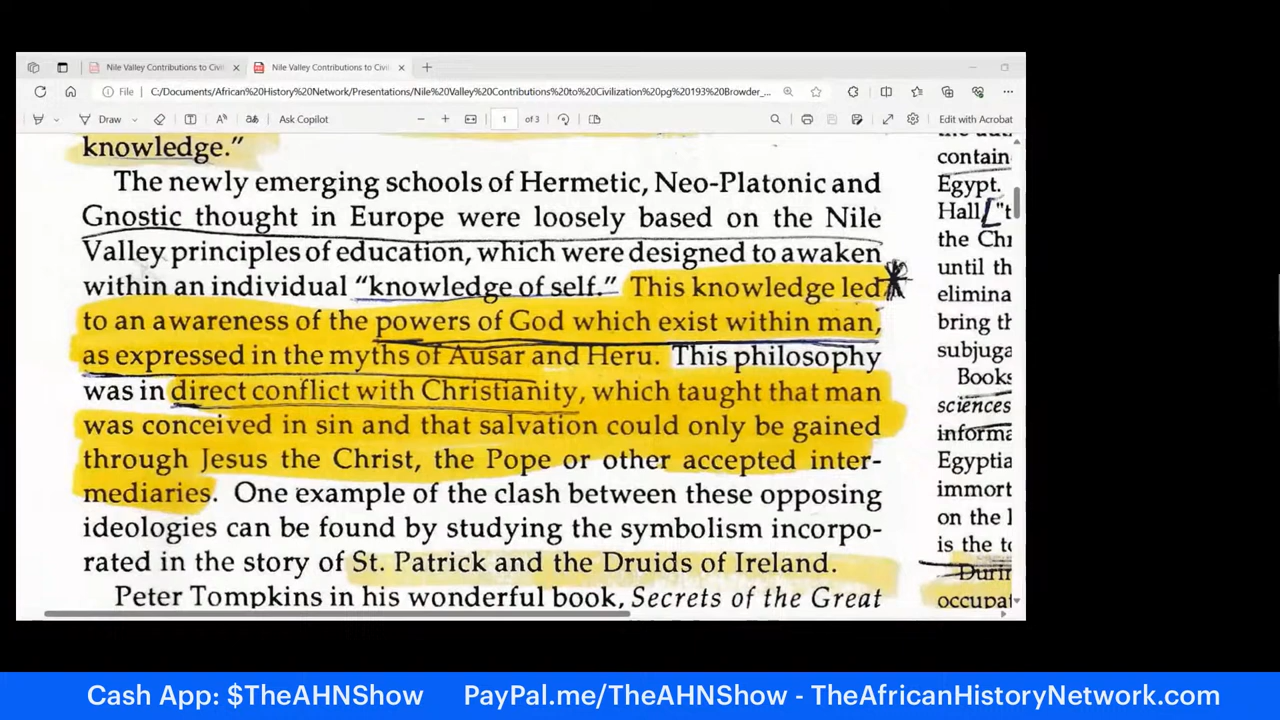 Nile Valley Contributions to Civi
Nile Valley Contributions to Civi
File C:/Documents/African%20History%20Network/Presentations/Nile%20Valley%20Contributions%20to%20Civilization%20pg%20193%20Browder_...
Draw Ask Copilot 1 of 3 Edit with Acrobat
knowledge."
The newly emerging schools of Hermetic, Neo-Platonic and
Gnostic thought in Europe were loosely based on the Nile
Valley principles of education, which were designed to awaken
within an individual "knowledge of self." This knowledge led
to an awareness of the powers of God which exist within man,
as expressed in the myths of Ausar and Heru. This philosophy
was in direct conflict with Christianity, which taught that man
was conceived in sin and that salvation could only be gained
through Jesus the Christ, the Pope or other accepted inter-
mediaries. One example of the clash between these opposing
ideologies can be found by studying the symbolism incorpo-
rated in the story of St. Patrick and the Druids of Ireland.
Peter Tompkins in his wonderful book, Secrets of the Great
contain
Egypt.
Hall "t
the Chr
until th
elimina
bring th
subjuga
Books
sciences
informa
Egyptia
immort
on the
is the to
Durin
occupat
Cash App: $TheAHNShow PayPal.me/TheAHNShow - TheAfricanHistoryNetwork.com